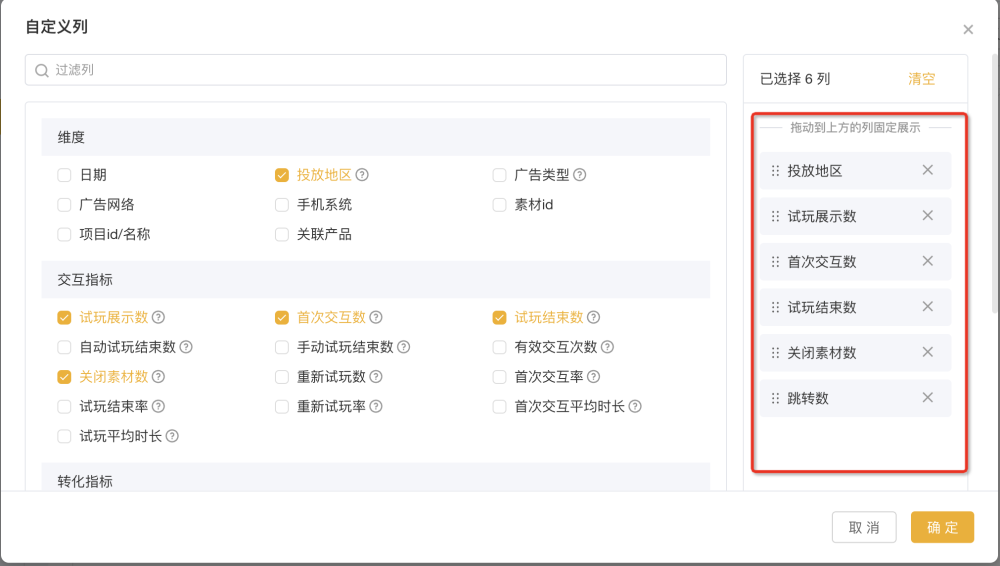 自定义列
过滤列
已选择 6 列 清空
拖动到上方的列固定展示
维度
日期 投放地区 广告类型
广告网络 手机系统 素材id
项目id/名称 关联产品
交互指标
试玩展示数 首次交互数 试玩结束数
自动试玩结束数 手动试玩结束数 有效交互次数
关闭素材数 重新试玩数 首次交互率
试玩结束率 重新试玩率 首次交互平均时长
试玩平均时长
转化指标
投放地区
试玩展示数
首次交互数
试玩结束数
关闭素材数
跳转数
取消 确定